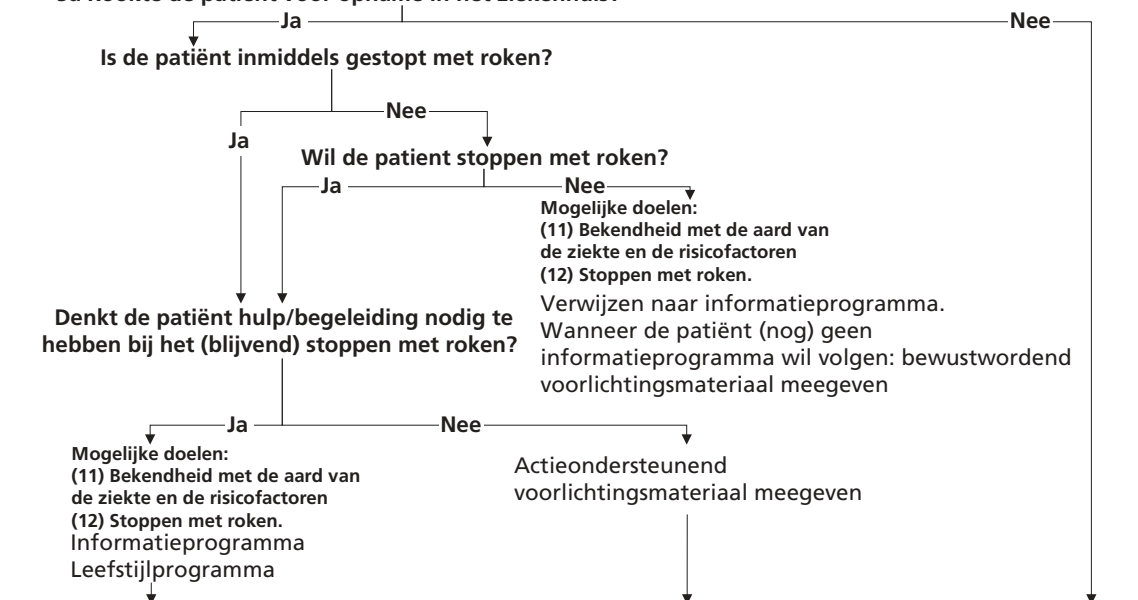 Ja
Nee
Is de patiënt inmiddels gestopt met roken?
Nee
Ja
Wil de patient stoppen met roken?
Ja
Nee
Mogelijke doelen:
(11) Bekendheid met de aard van
de ziekte en de risicofactoren
(12) Stoppen met roken.
Verwijzen naar informatieprogramma.
Wanneer de patiënt (nog) geen
informatieprogramma wil volgen: bewustwordend
voorlichtingsmateriaal meegeven
Denkt de patiënt hulp/begeleiding nodig te
hebben bij het (blijvend) stoppen met roken?
Ja
Nee
Mogelijke doelen:
(11) Bekendheid met de aard van
de ziekte en de risicofactoren
(12) Stoppen met roken.
Informatieprogramma
Leefstijlprogramma
Actieondersteunend
voorlichtingsmateriaal meegeven